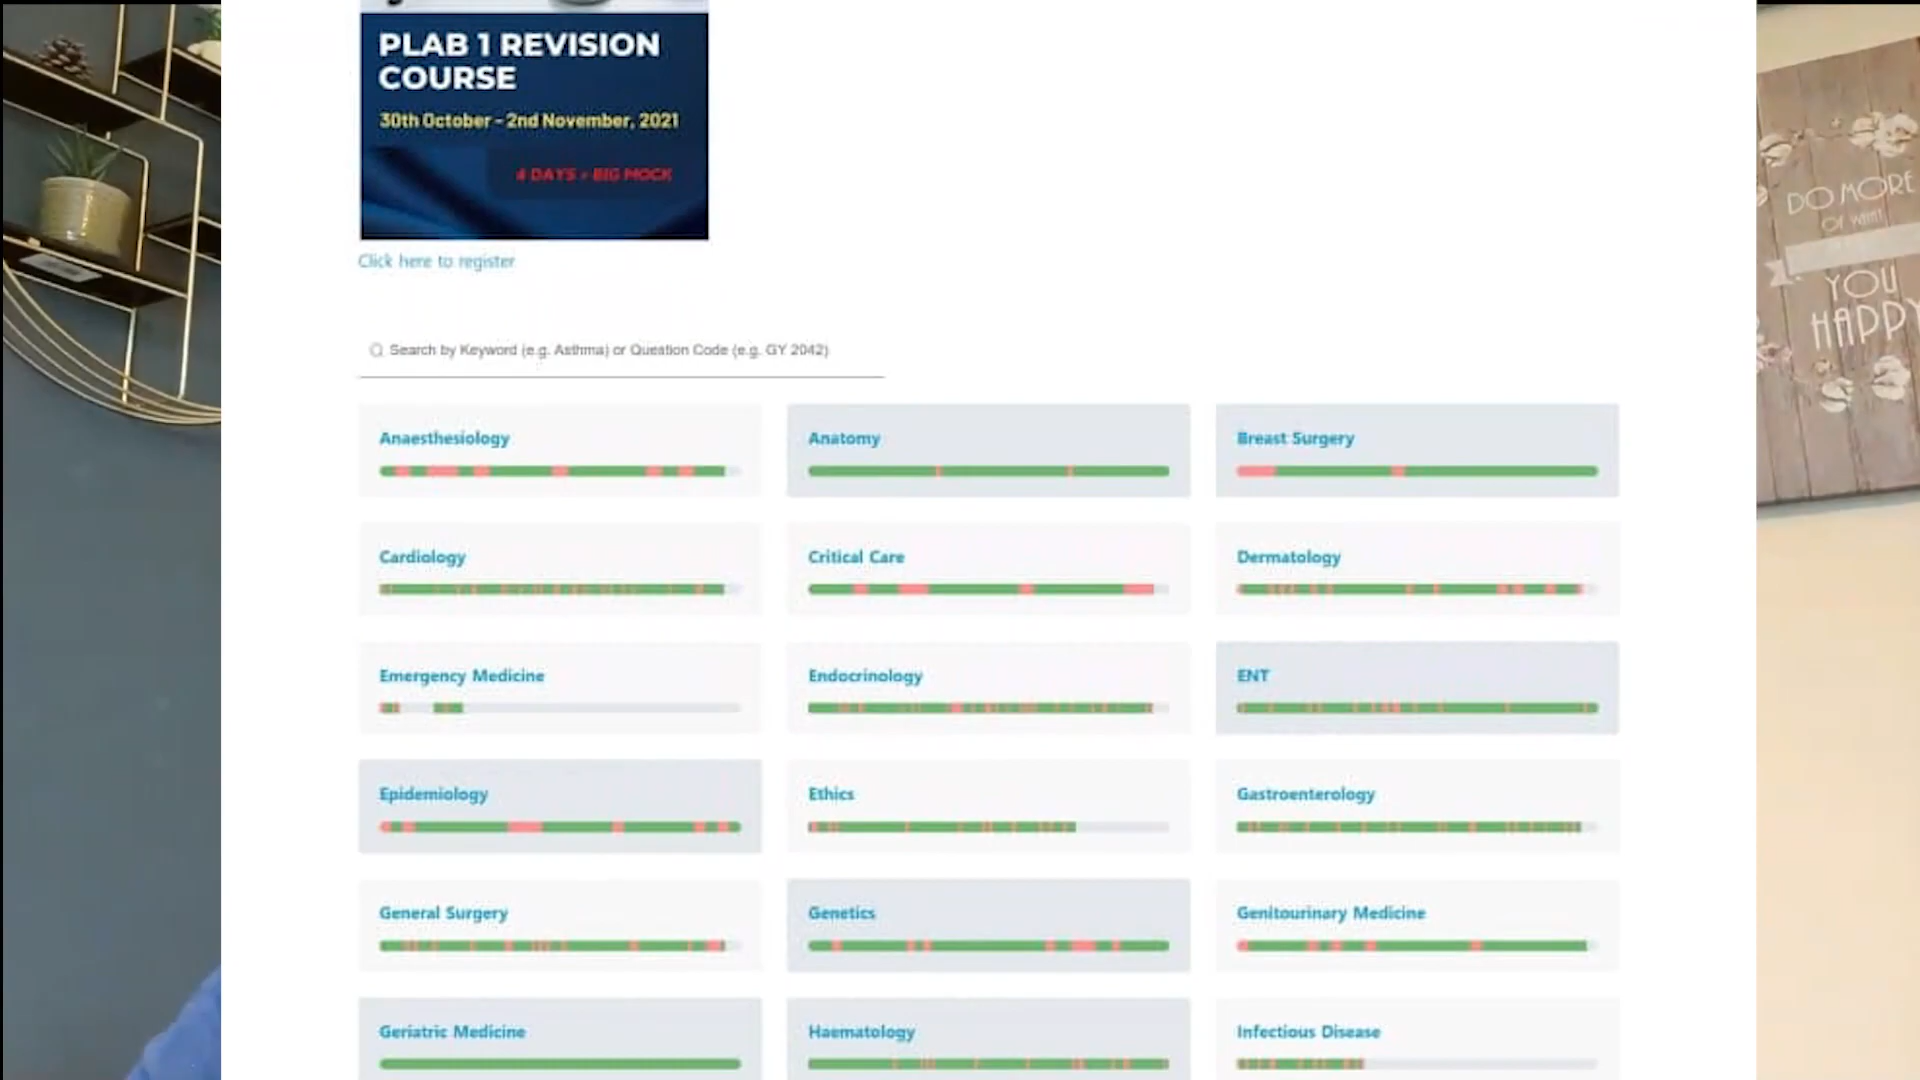 PLAB 1 REVISION
COURSE
30th October - 2nd November, 2021
4 DAYS + BIG MOCK
Click here to register
Search by Keyword (e.g. Asthma) or Question Code (e.g. GY 2042)
Anaesthesiology
Anatomy
Breast Surgery
Cardiology
Critical Care
Dermatology
Emergency Medicine
Endocrinology
ENT
Epidemiology
Ethics
Gastroenterology
General Surgery
Genetics
Genitourinary Medicine
Geriatric Medicine
Haematology
Infectious Disease
DO MORE
OF WHAT
YOU
HAPPY